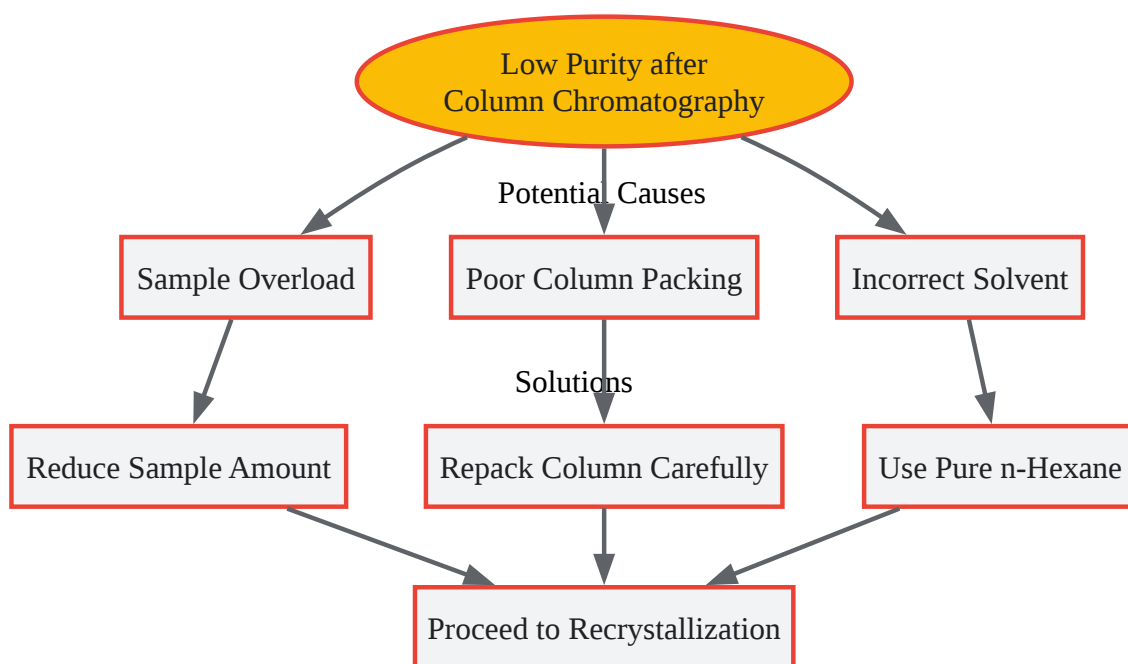 Low Purity after
Column Chromatography
Potential Causes
Sample Overload
Poor Column Packing
Incorrect Solvent
Solutions
Reduce Sample Amount
Repack Column Carefully
Use Pure n-Hexane
Proceed to Recrystallization